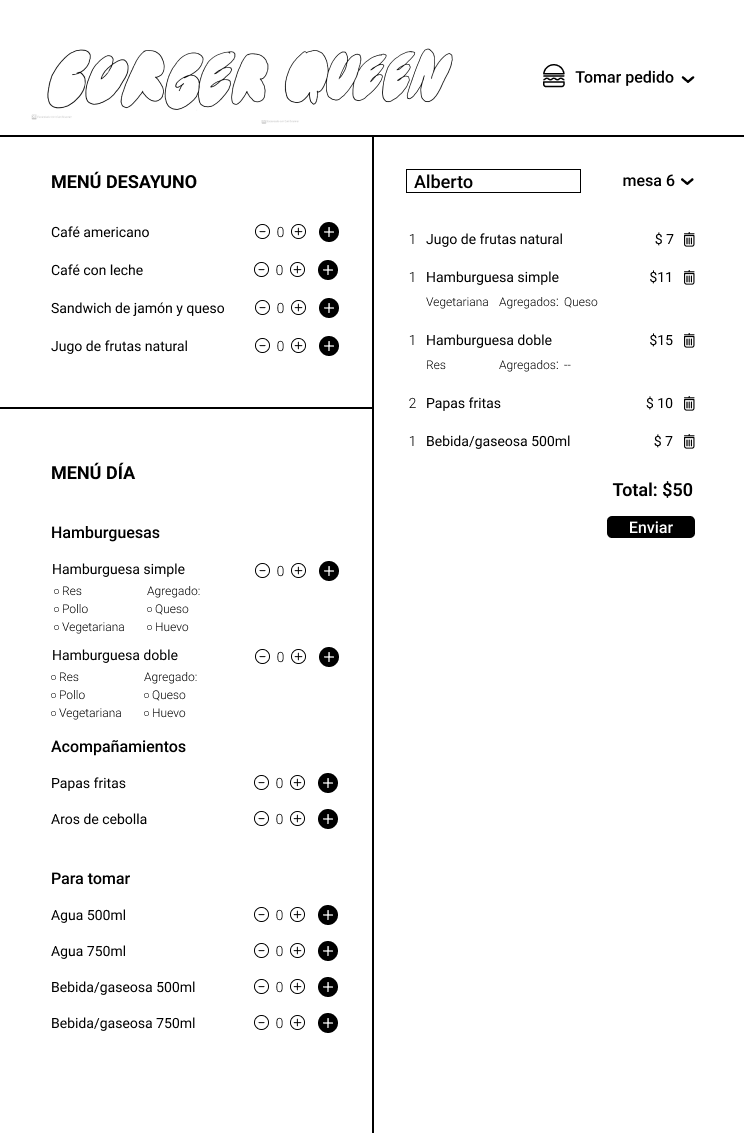 BURGER QUEEN
Tomar pedido
MENÚ DESAYUNO
Café americano 0
Café con leche 0
Sandwich de jamón y queso 0
Jugo de frutas natural 0
MENÚ DÍA
Hamburguesas
Hamburguesa simple 0
Res Agregado:
Pollo Queso
Vegetariana Huevo
Hamburguesa doble 0
Res Agregado:
Pollo Queso
Vegetariana Huevo
Acompañamientos
Papas fritas 0
Aros de cebolla 0
Para tomar
Agua 500ml 0
Agua 750ml 0
Bebida/gaseosa 500ml 0
Bebida/gaseosa 750ml 0
Alberto mesa 6
1 Jugo de frutas natural $ 7
1 Hamburguesa simple $11
Vegetariana Agregados: Queso
1 Hamburguesa doble $15
Res Agregados: --
2 Papas fritas $ 10
1 Bebida/gaseosa 500ml $ 7
Total: $50
Enviar